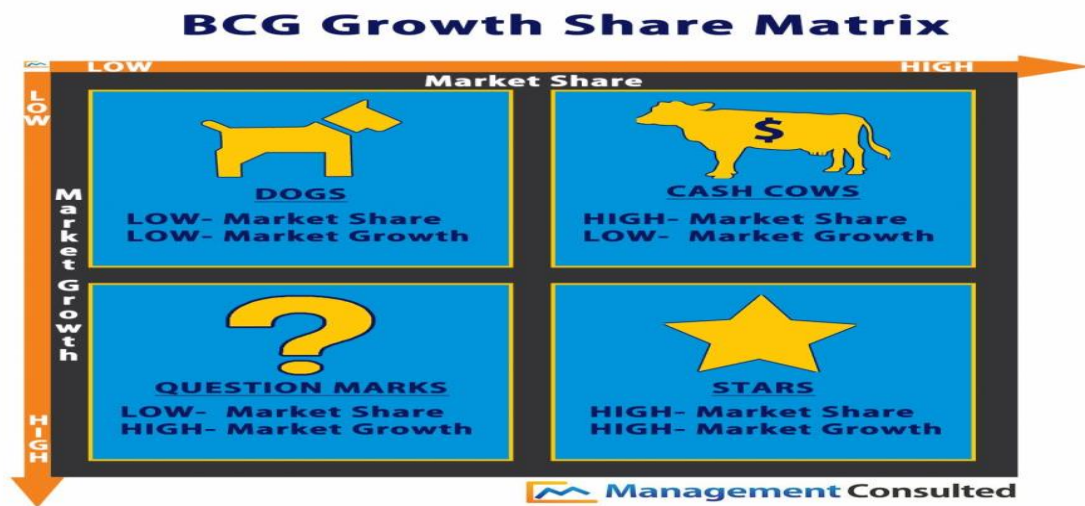 BCG Growth Share Matrix
LOW
HIGH
Market Share
LOW
Market Growth
HIGH
$
DOGS
LOW- Market Share
LOW- Market Growth
CASH COWS
HIGH- Market Share
LOW- Market Growth
?
QUESTION MARKS
LOW- Market Share
HIGH- Market Growth
STARS
HIGH- Market Share
HIGH- Market Growth
Management Consulted